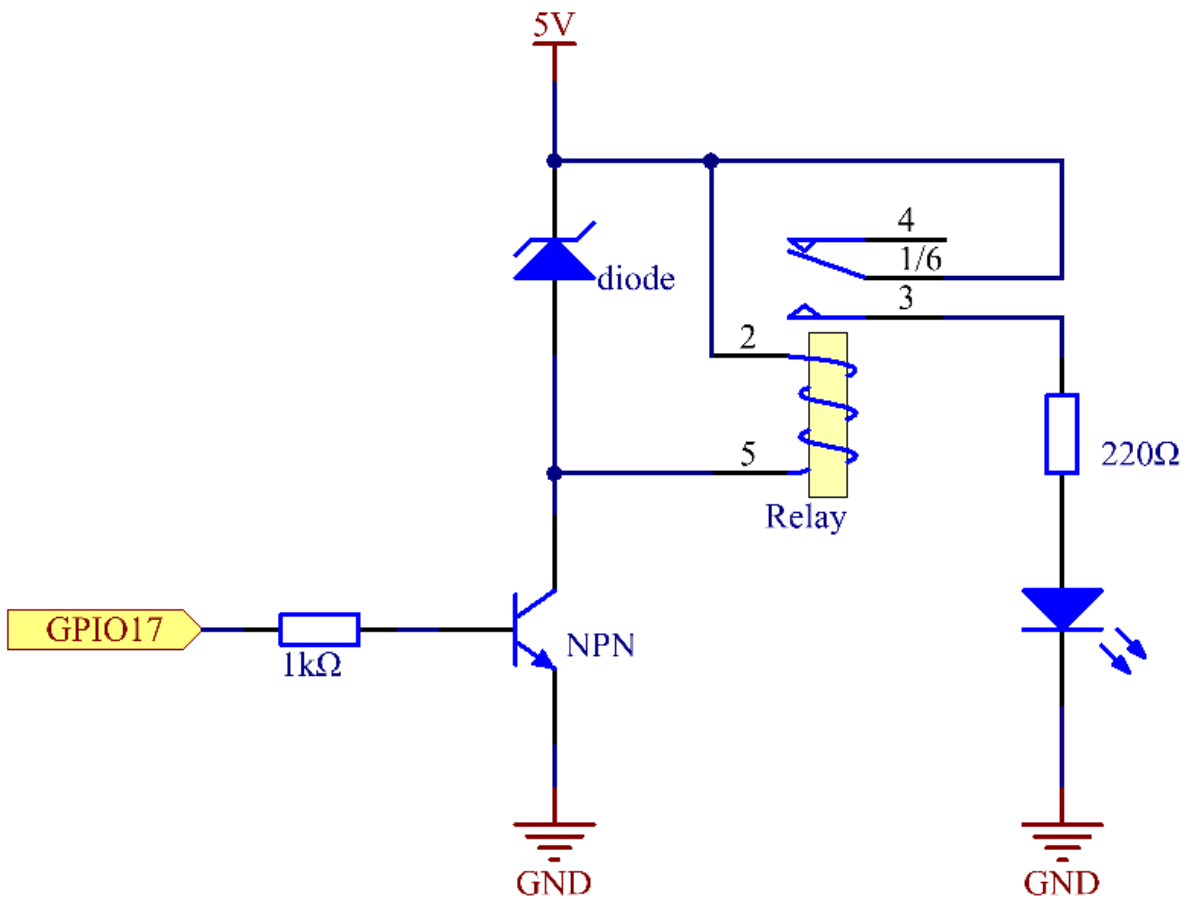 5V
4
diode
1/6
3
2
5
220Ω
Relay
GPIO17
NPN
1kΩ
GND
GND